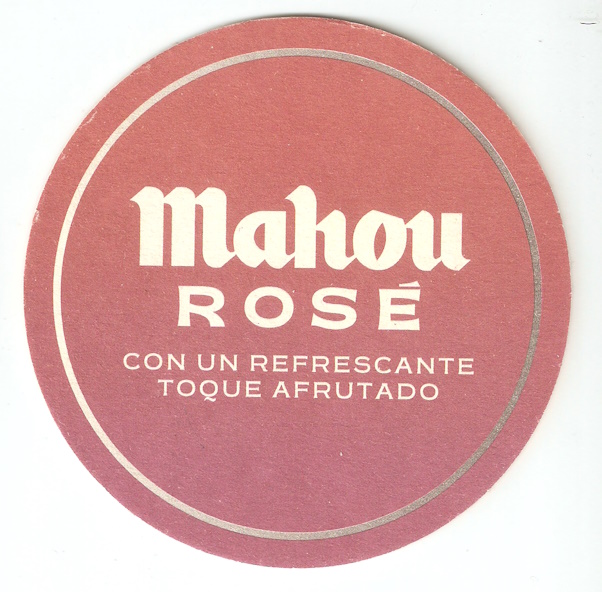 Mahou
ROSÉ
CON UN REFRESCANTE
TOQUE AFRUTADO